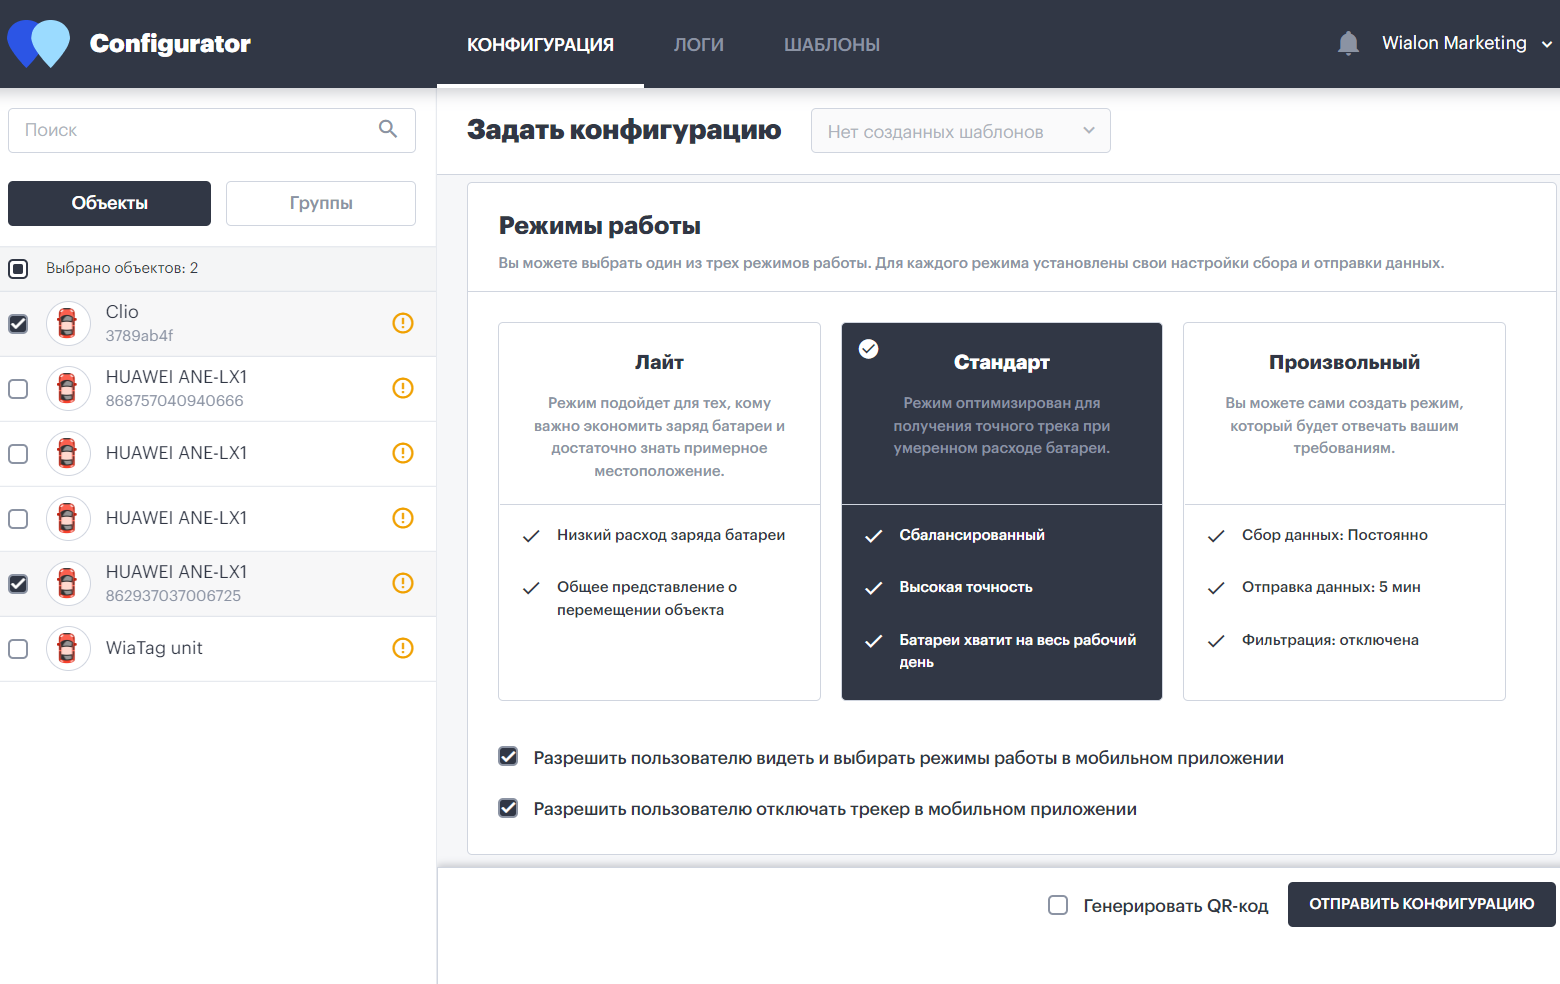 Configurator
КОНФИГУРАЦИЯ
ЛОГИ
ШАБЛОНЫ
Wialon Marketing
Поиск
Объекты
Группы
Выбрано объектов: 2
Clio
3789ab4f
HUAWEI ANE-LX1
868757040940666
HUAWEI ANE-LX1
HUAWEI ANE-LX1
HUAWEI ANE-LX1
862937037006725
WiaTag unit
Задать конфигурацию
Нет созданных шаблонов
Режимы работы
Вы можете выбрать один из трех режимов работы. Для каждого режима установлены свои настройки сбора и отправки данных.
Лайт
Режим подойдет для тех, кому
важно экономить заряд батареи и
достаточно знать примерное
местоположение.
Низкий расход заряда батареи
Общее представление о
перемещении объекта
Стандарт
Режим оптимизирован для
получения точного трека при
умеренном расходе батареи.
Сбалансированный
Высокая точность
Батареи хватит на весь рабочий
день
Произвольный
Вы можете сами создать режим,
который будет отвечать вашим
требованиям.
Сбор данных: Постоянно
Отправка данных: 5 мин
Фильтрация: отключена
Разрешить пользователю видеть и выбирать режимы работы в мобильном приложении
Разрешить пользователю отключать трекер в мобильном приложении
Генерировать QR-код
ОТПРАВИТЬ КОНФИГУРАЦИЮ